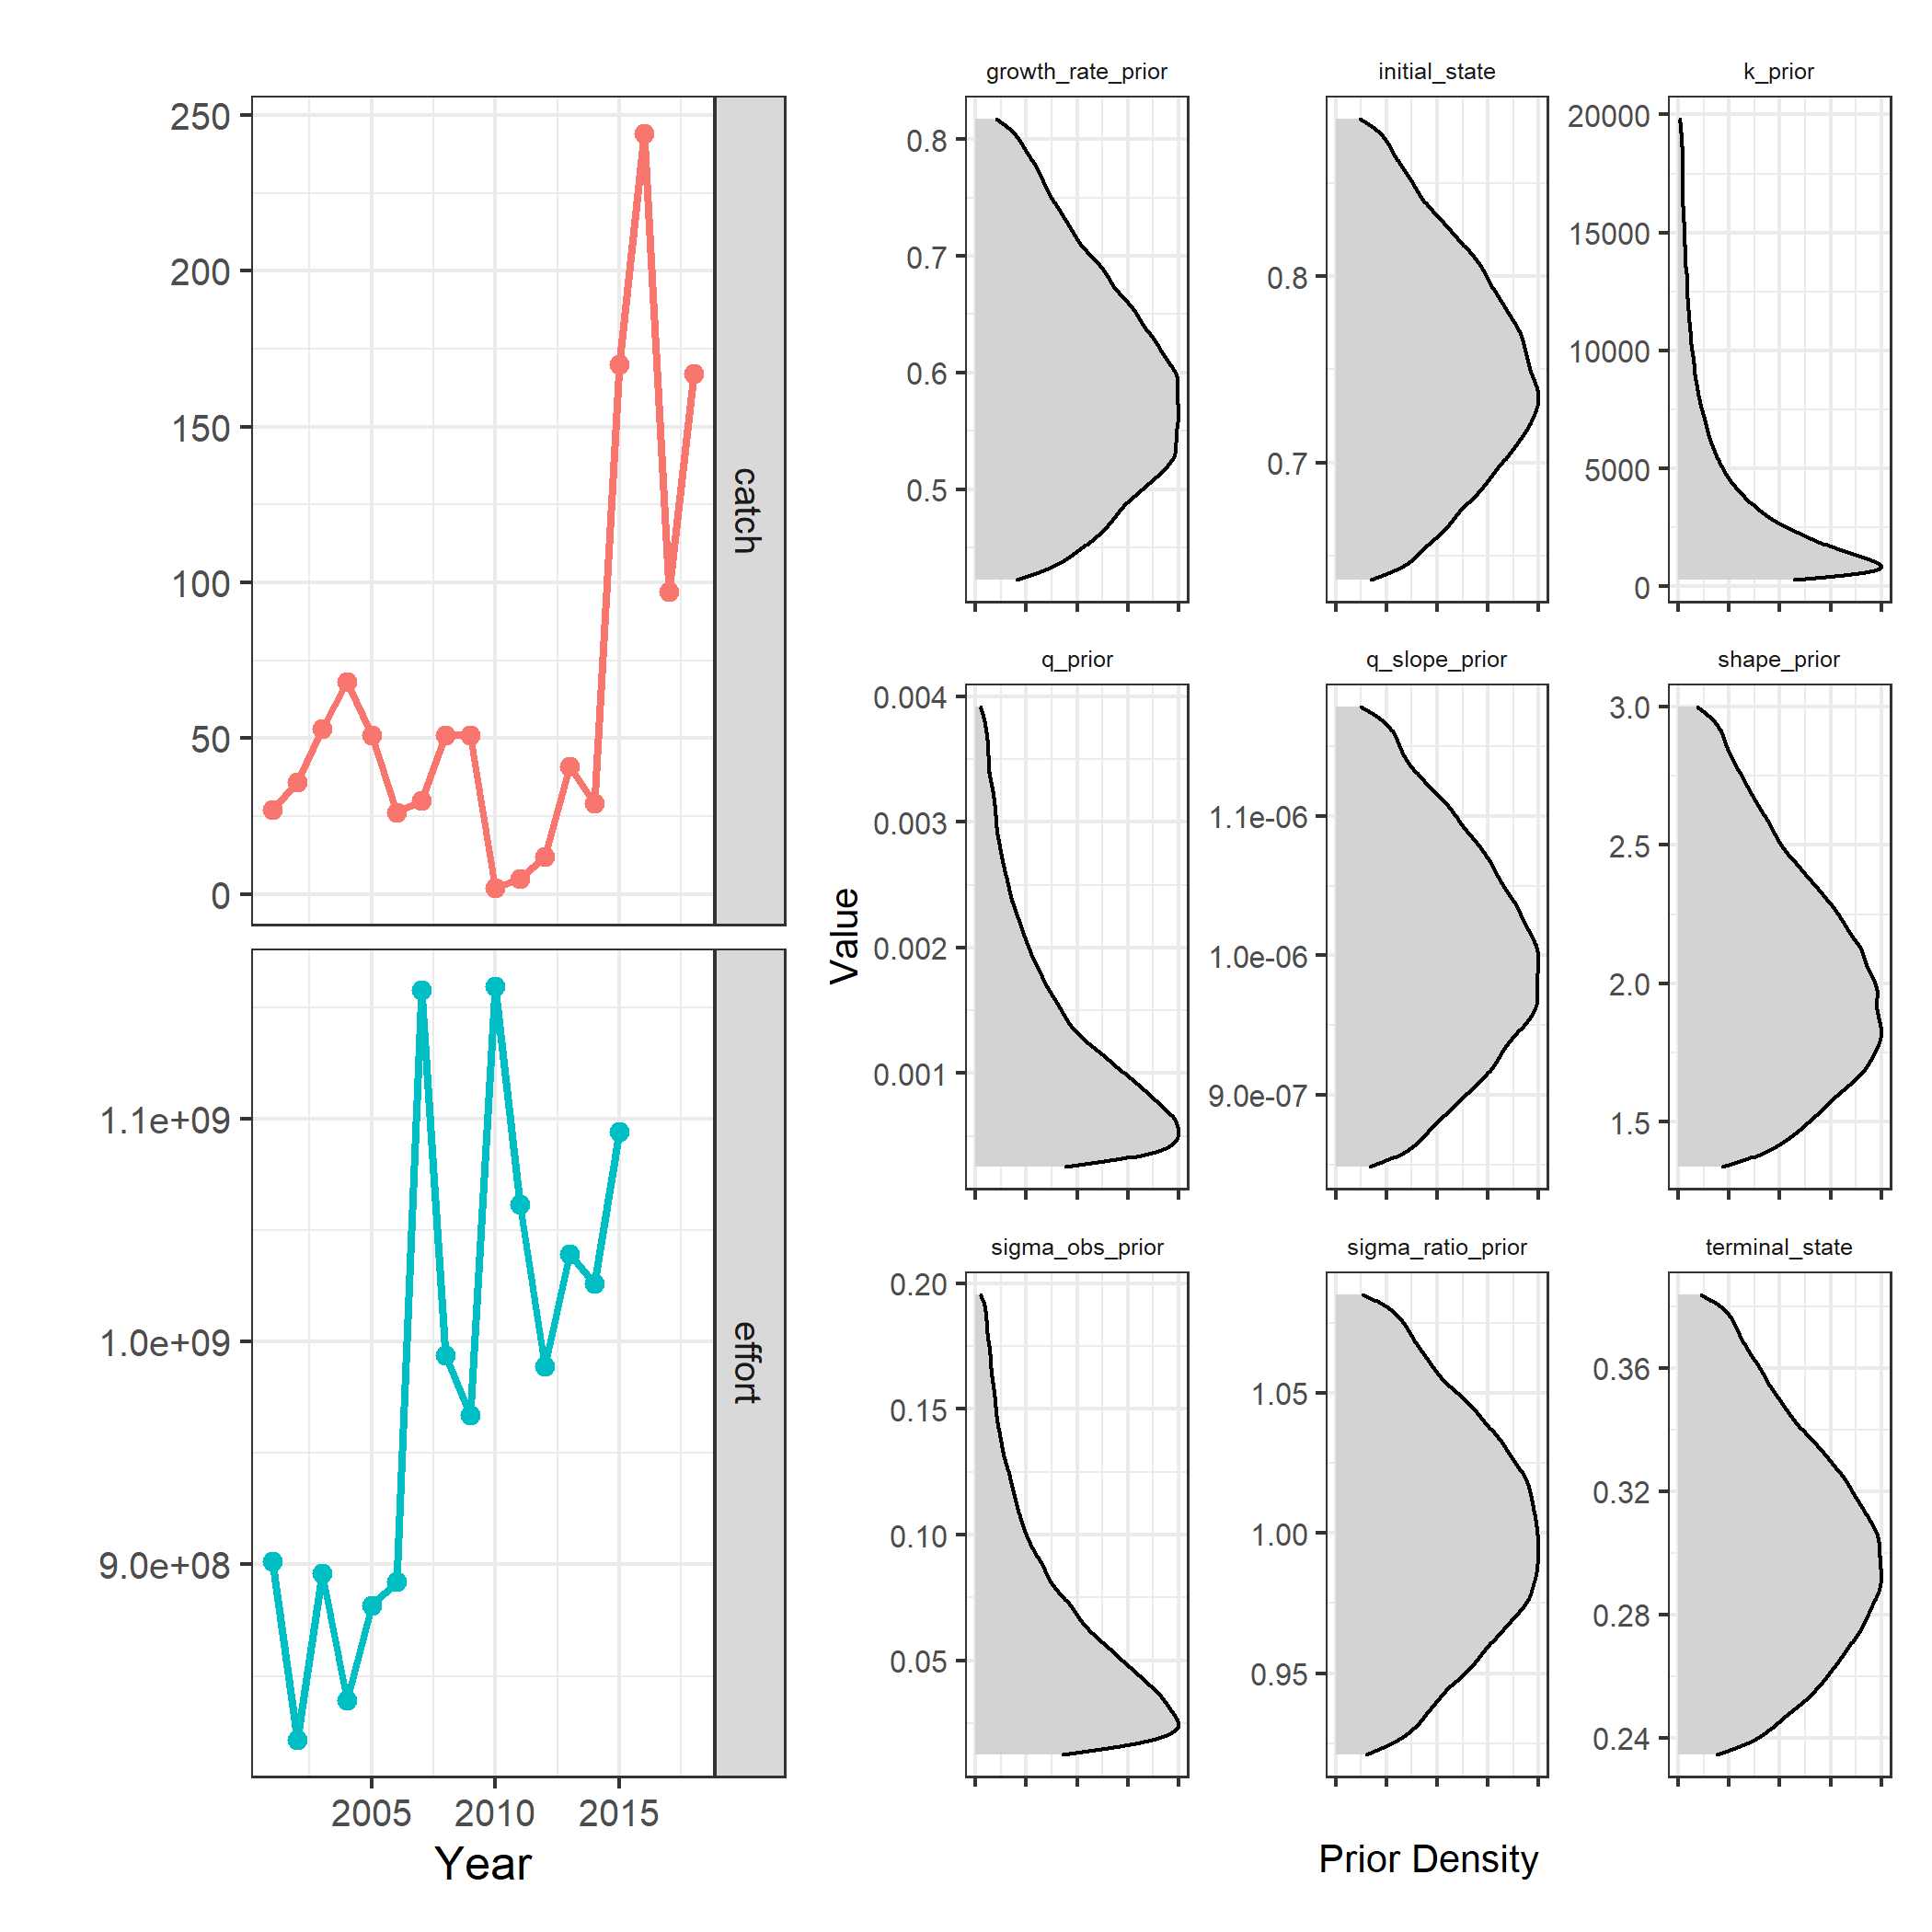 250
200
150
100
50
0
catch
1.1e+09
1.0e+09
9.0e+08
effort
2005 2010 2015
Year
Value
growth_rate_prior
0.8
0.7
0.6
0.5
initial_state
0.8
0.7
k_prior
20000
15000
10000
5000
0
q_prior
0.004
0.003
0.002
0.001
q_slope_prior
1.1e-06
1.0e-06
9.0e-07
shape_prior
3.0
2.5
2.0
1.5
sigma_obs_prior
0.20
0.15
0.10
0.05
sigma_ratio_prior
1.05
1.00
0.95
terminal_state
0.36
0.32
0.28
0.24
Prior Density